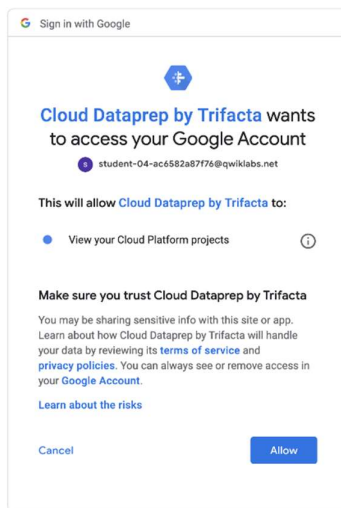 Sign in with Google
Cloud Dataprep by Trifacta wants
to access your Google Account
s student-04-ac6582a87f76@qwiklabs.net
This will allow Cloud Dataprep by Trifacta to:
View your Cloud Platform projects
Make sure you trust Cloud Dataprep by Trifacta
You may be sharing sensitive info with this site or app.
Learn about how Cloud Dataprep by Trifacta will handle
your data by reviewing its terms of service and
privacy policies. You can always see or remove access in
your Google Account.
Learn about the risks
Cancel Allow